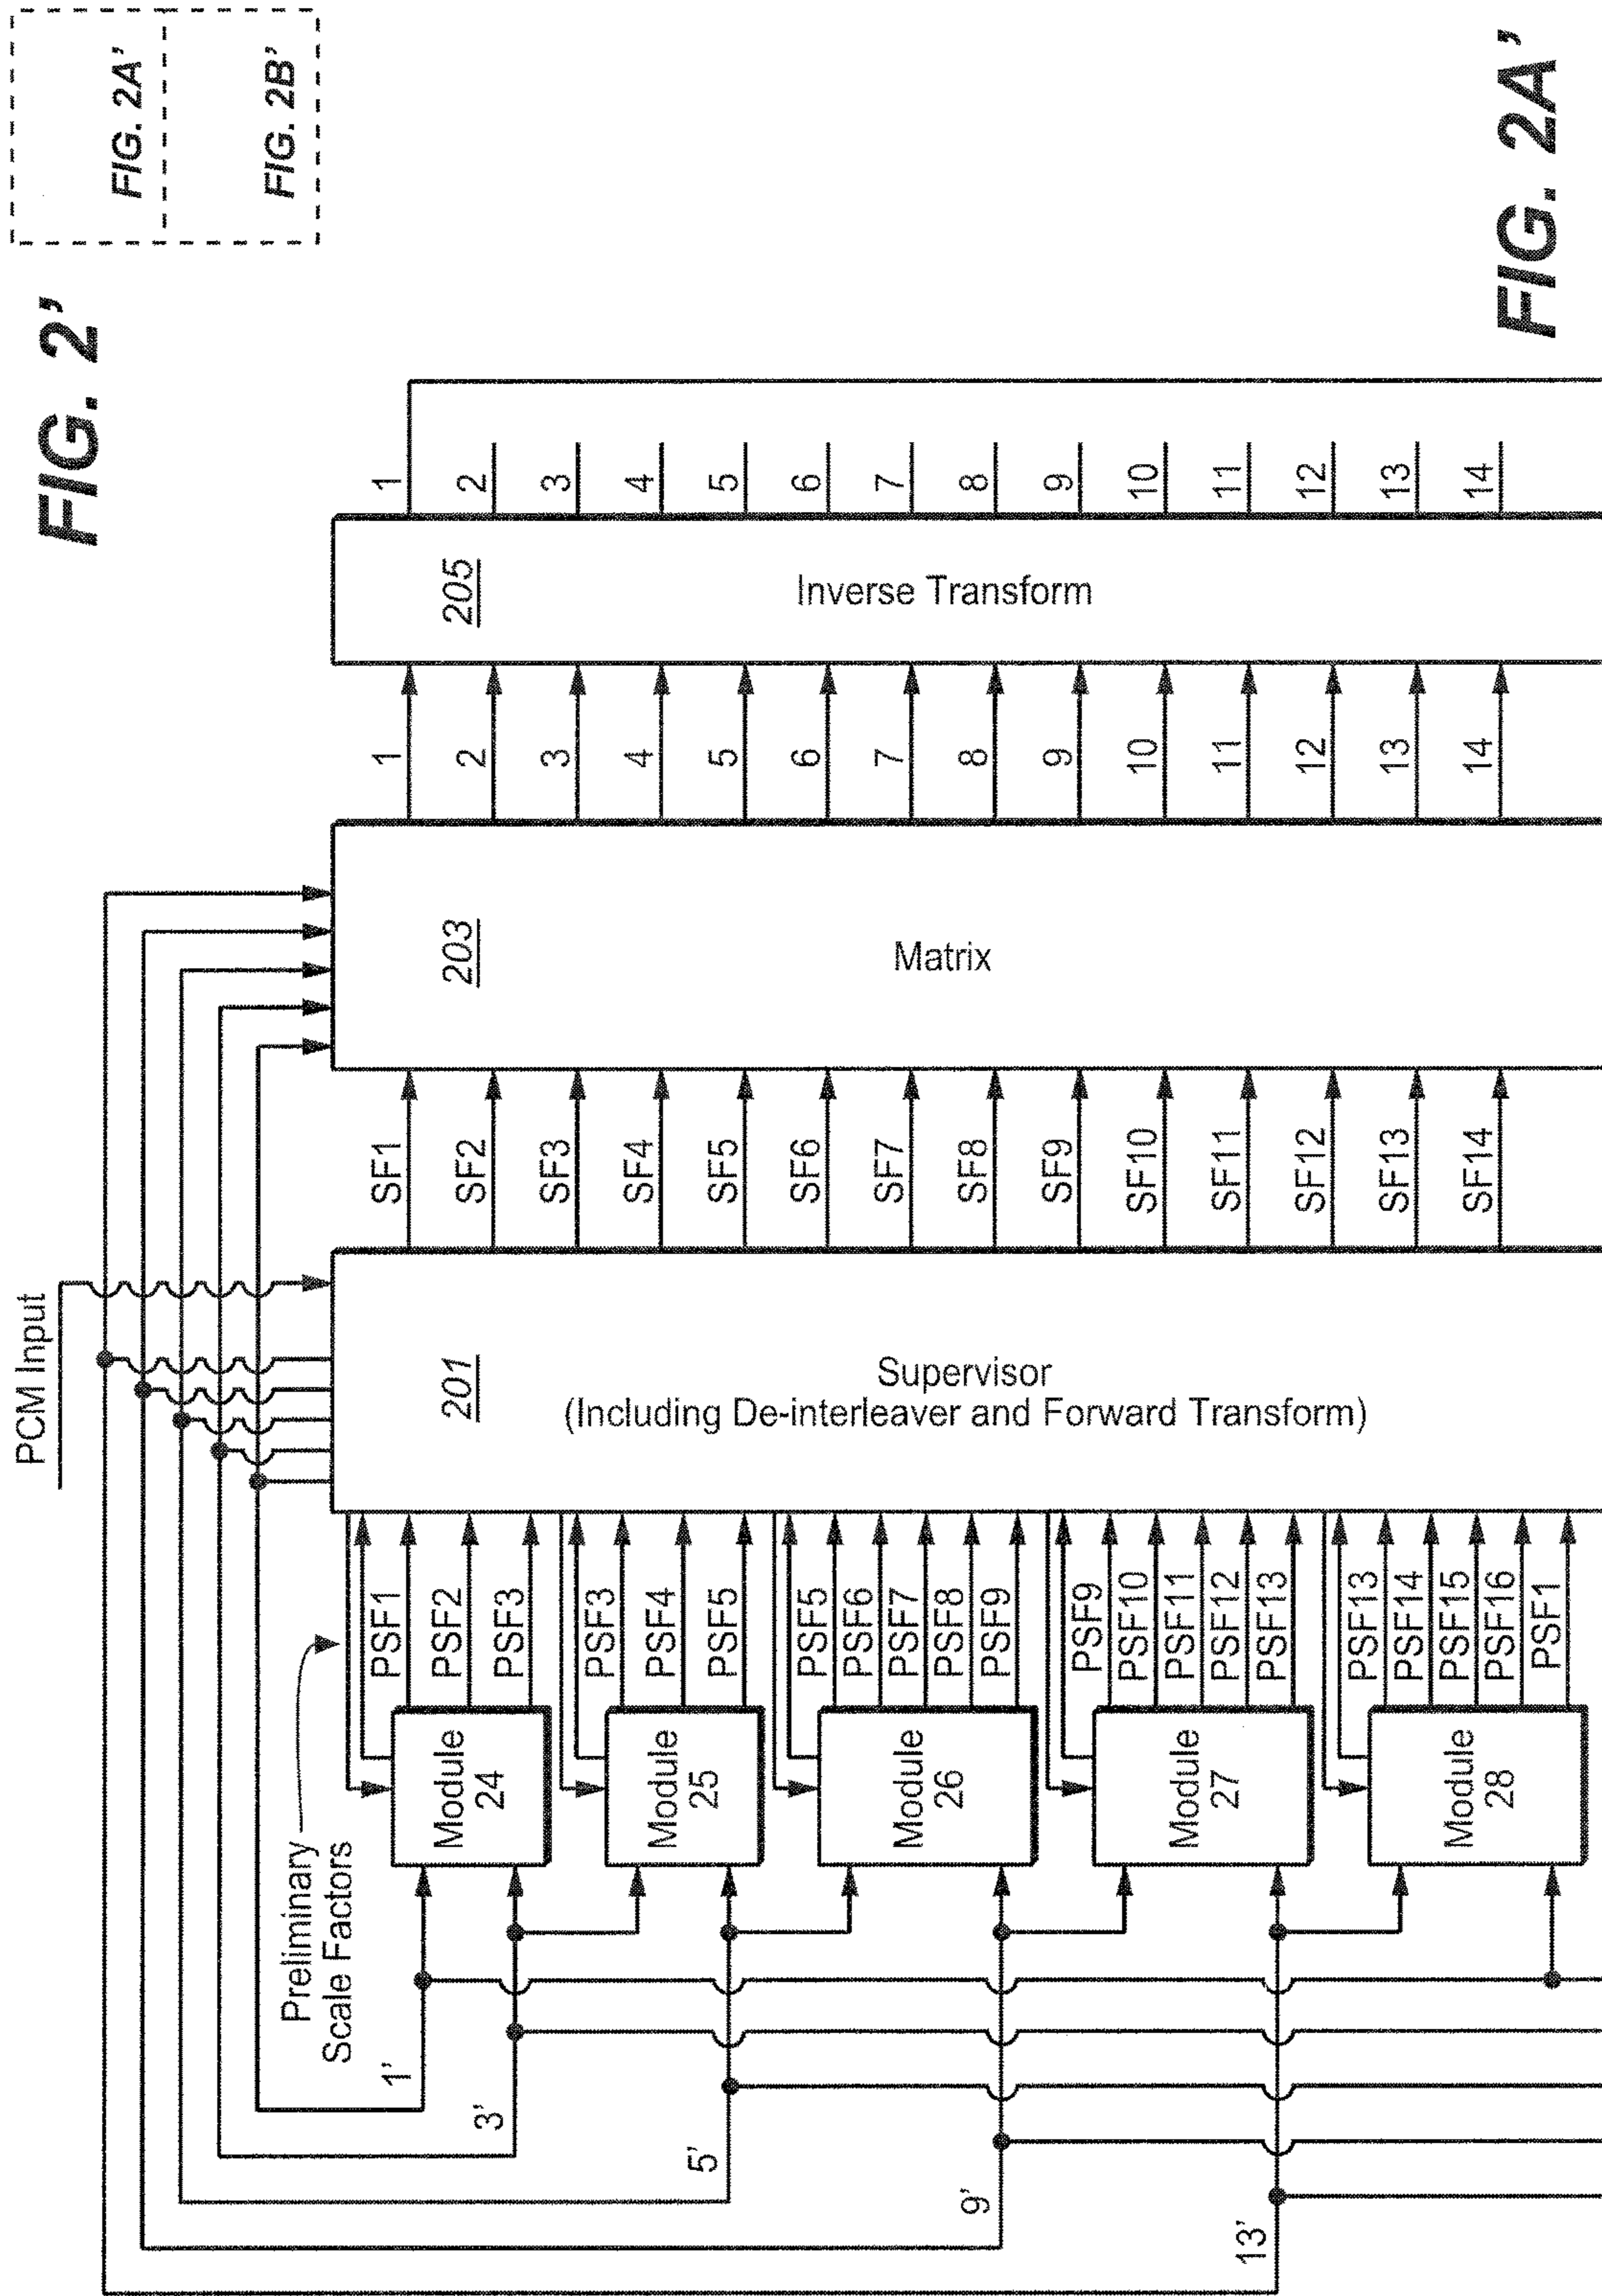 FIG. 2'
FIG. 2A'
FIG. 2B'
PCM Input
Preliminary
Scale Factors
1'
3'
5'
9'
13'
Module
24
Module
25
Module
26
Module
27
Module
28
PSF1
PSF2
PSF3
PSF3
PSF4
PSF5
PSF5
PSF6
PSF7
PSF8
PSF9
PSF9
PSF10
PSF11
PSF12
PSF13
PSF13
PSF14
PSF15
PSF16
PSF1
201
Supervisor
(Including De-interleaver and Forward Transform)
SF1
SF2
SF3
SF4
SF5
SF6
SF7
SF8
SF9
SF10
SF11
SF12
SF13
SF14
203
Matrix
1
2
3
4
5
6
7
8
9
10
11
12
13
14
205
Inverse Transform
1
2
3
4
5
6
7
8
9
10
11
12
13
14
FIG. 2A'